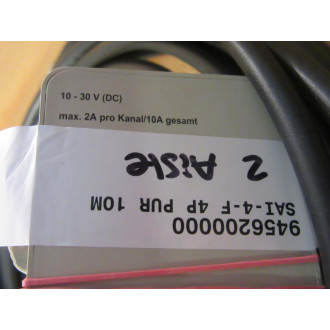 10 - 30 V (DC)
max. 2A pro Kanal/10A gesamt
2 Aisle
9456200000
SAI-4-F 4P PUR 10M